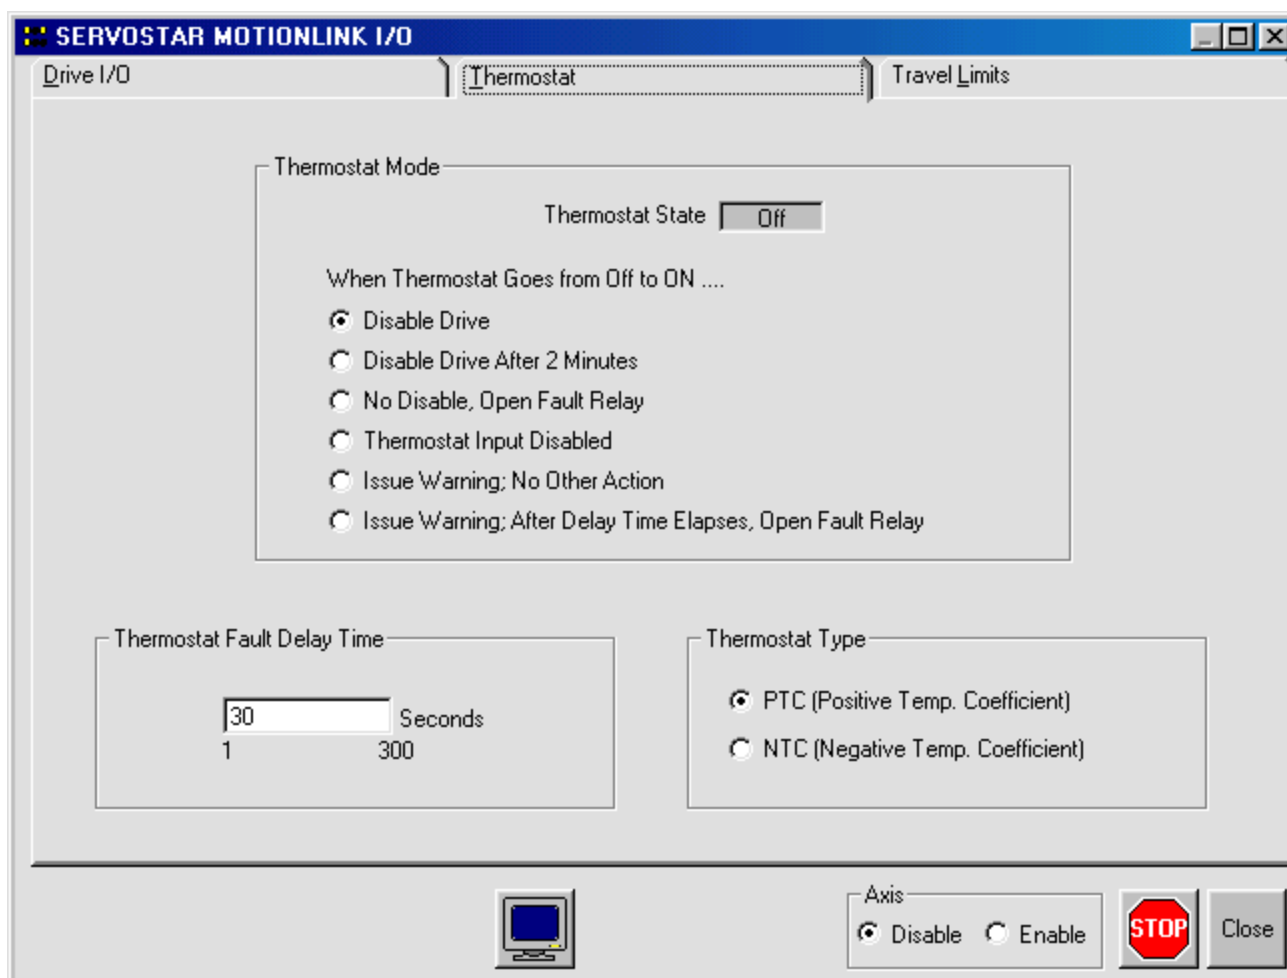 SERVOSTAR MOTIONLINK I/O
Drive I/O
Thermostat
Travel Limits
Thermostat Mode
Thermostat State Off
When Thermostat Goes from Off to ON ....
Disable Drive
Disable Drive After 2 Minutes
No Disable, Open Fault Relay
Thermostat Input Disabled
Issue Warning; No Other Action
Issue Warning; After Delay Time Elapses, Open Fault Relay
Thermostat Fault Delay Time
30 Seconds
1 300
Thermostat Type
PTC (Positive Temp. Coefficient)
NTC (Negative Temp. Coefficient)
Axis
Disable Enable
STOP
Close